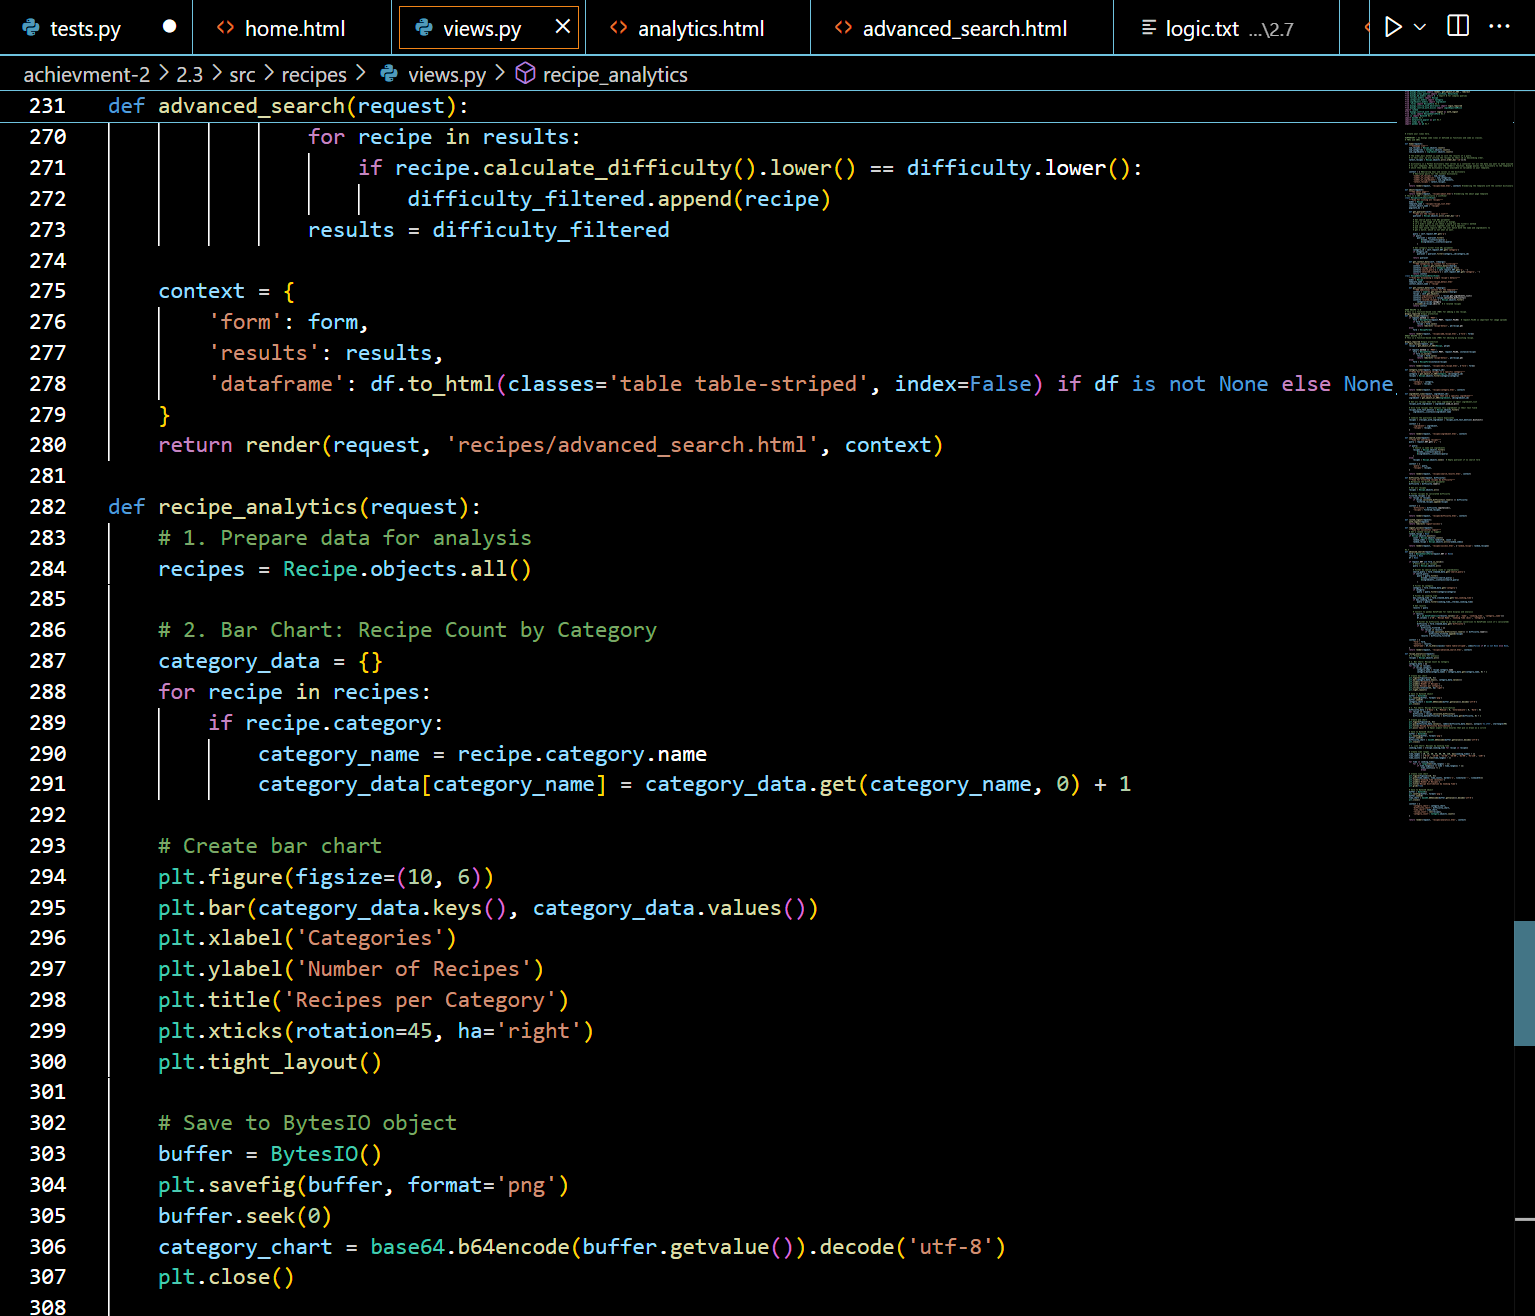 tests.py home.html views.py analytics.html advanced_search.html logic.txt ...\2.7
achievment-2 > 2.3 > src > recipes > views.py > recipe_analytics
231 def advanced_search(request):
270 for recipe in results:
271 if recipe.calculate_difficulty().lower() == difficulty.lower():
272 difficulty_filtered.append(recipe)
273 results = difficulty_filtered
274
275 context = {
276 'form': form,
277 'results': results,
278 'dataframe': df.to_html(classes='table table-striped', index=False) if df is not None else None,
279 }
280 return render(request, 'recipes/advanced_search.html', context)
281
282 def recipe_analytics(request):
283 # 1. Prepare data for analysis
284 recipes = Recipe.objects.all()
285
286 # 2. Bar Chart: Recipe Count by Category
287 category_data = {}
288 for recipe in recipes:
289 if recipe.category:
290 category_name = recipe.category.name
291 category_data[category_name] = category_data.get(category_name, 0) + 1
292
293 # Create bar chart
294 plt.figure(figsize=(10, 6))
295 plt.bar(category_data.keys(), category_data.values())
296 plt.xlabel('Categories')
297 plt.ylabel('Number of Recipes')
298 plt.title('Recipes per Category')
299 plt.xticks(rotation=45, ha='right')
300 plt.tight_layout()
301
302 # Save to BytesIO object
303 buffer = BytesIO()
304 plt.savefig(buffer, format='png')
305 buffer.seek(0)
306 category_chart = base64.b64encode(buffer.getvalue()).decode('utf-8')
307 plt.close()
308